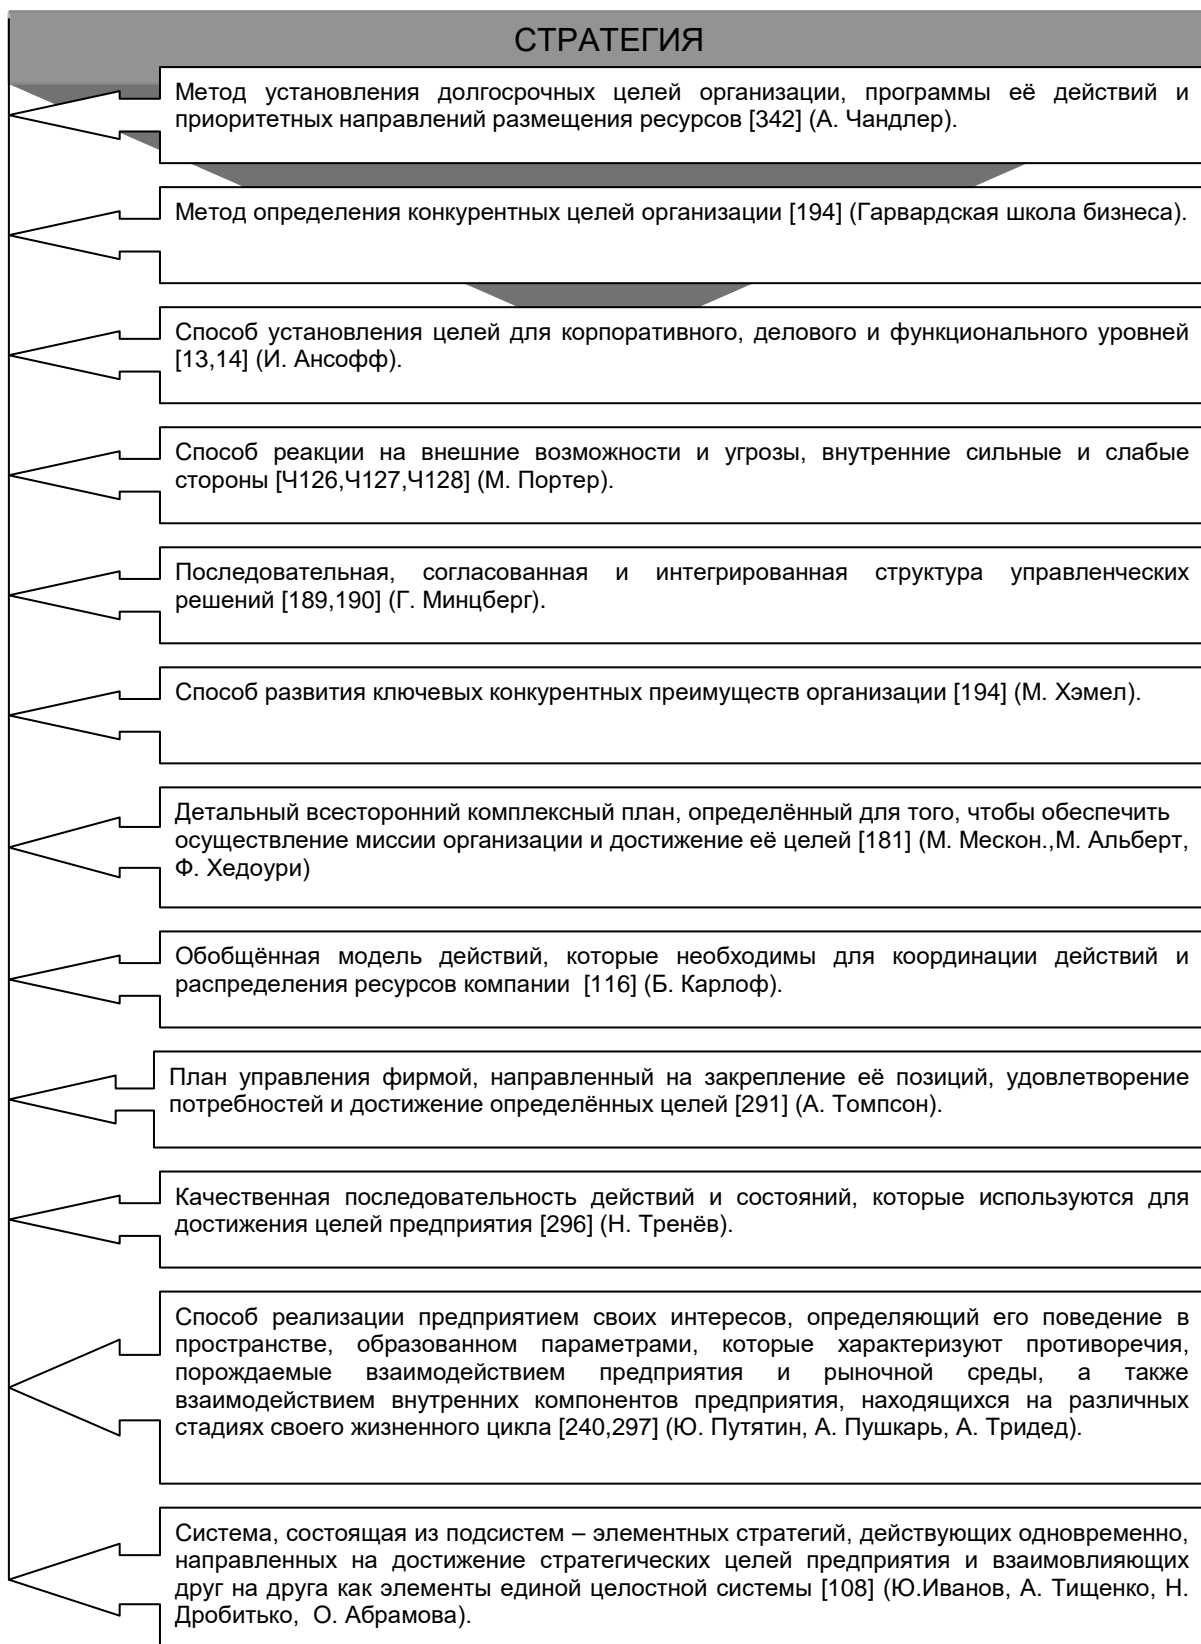 СТРАТЕГИЯ
Метод установления долгосрочных целей организации, программы её действий и
приоритетных направлений размещения ресурсов [342] (А. Чандлер).
Метод определения конкурентных целей организации [194] (Гарвардская школа бизнеса).
Способ установления целей для корпоративного, делового и функционального уровней
[13,14] (И. Ансофф).
Способ реакции на внешние возможности и угрозы, внутренние сильные и слабые
стороны [Ч126,Ч127,Ч128] (М. Портер).
Последовательная, согласованная и интегрированная структура управленческих
решений [189,190] (Г. Минцберг).
Способ развития ключевых конкурентных преимуществ организации [194] (М. Хэмел).
Детальный всесторонний комплексный план, определённый для того, чтобы обеспечить
осуществление миссии организации и достижение её целей [181] (М. Мескон.,М. Альберт,
Ф. Хедоури)
Обобщённая модель действий, которые необходимы для координации действий и
распределения ресурсов компании [116] (Б. Карлоф).
План управления фирмой, направленный на закрепление её позиций, удовлетворение
потребностей и достижение определённых целей [291] (А. Томпсон).
Качественная последовательность действий и состояний, которые используются для
достижения целей предприятия [296] (Н. Тренёв).
Способ реализации предприятием своих интересов, определяющий его поведение в
пространстве, образованном параметрами, которые характеризуют противоречия,
порождаемые взаимодействием предприятия и рыночной среды, а также
взаимодействием внутренних компонентов предприятия, находящихся на различных
стадиях своего жизненного цикла [240,297] (Ю. Путятин, А. Пушкарь, А. Тридед).
Система, состоящая из подсистем – элементных стратегий, действующих одновременно,
направленных на достижение стратегических целей предприятия и взаимовлияющих
друг на друга как элементы единой целостной системы [108] (Ю.Иванов, А. Тищенко, Н.
Дробитько, О. Абрамова).